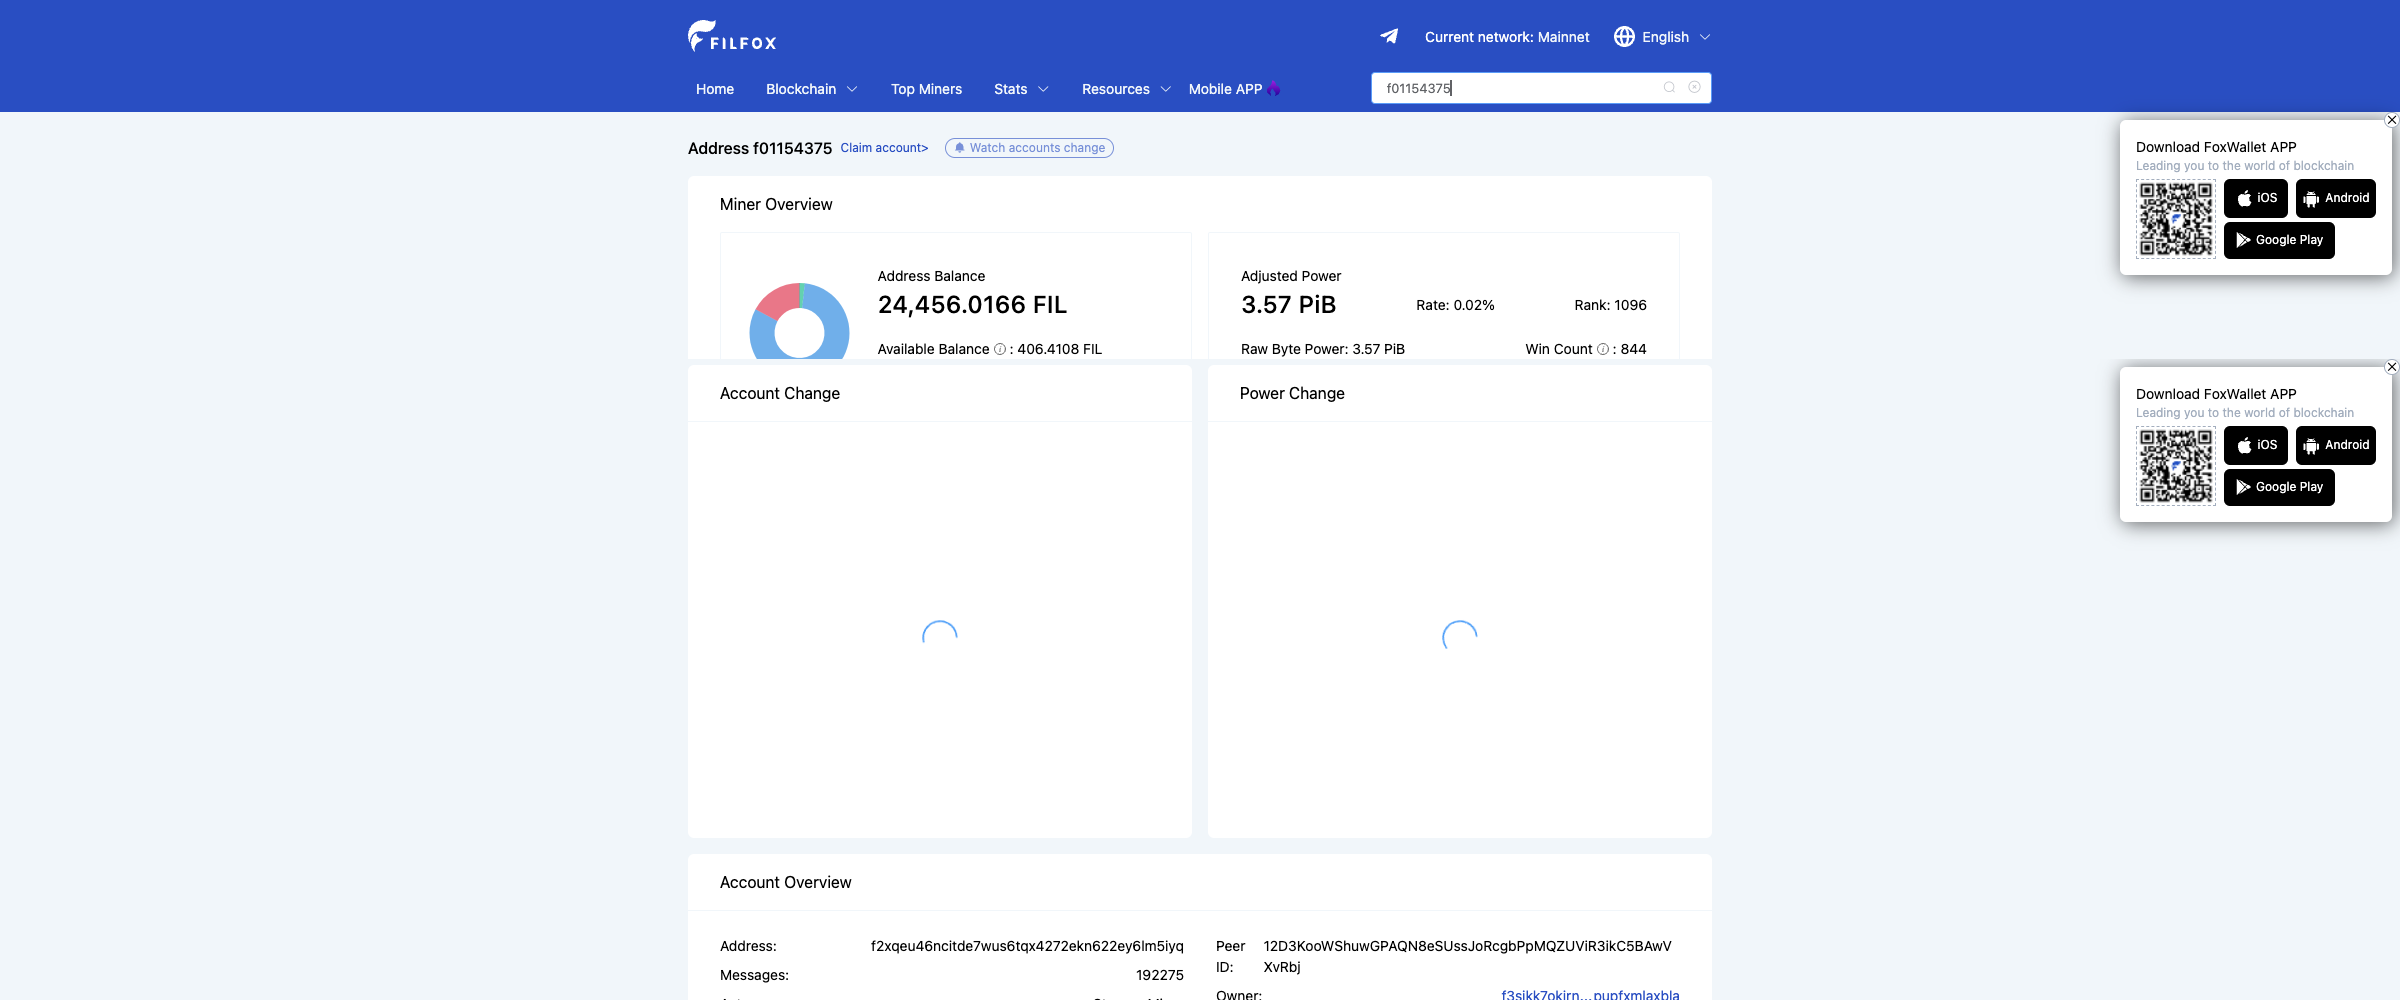 FILFOX
Current network: Mainnet
English
Home
Blockchain
Top Miners
Stats
Resources
Mobile APP
f01154375
Address f01154375
Claim account>
Watch accounts change
Miner Overview
Address Balance
24,456.0166 FIL
Available Balance : 406.4108 FIL
Adjusted Power
3.57 PiB
Rate: 0.02%
Rank: 1096
Raw Byte Power: 3.57 PiB
Win Count : 844
Download FoxWallet APP
Leading you to the world of blockchain
iOS
Android
Google Play
Account Change
Power Change
Download FoxWallet APP
Leading you to the world of blockchain
iOS
Android
Google Play
Account Overview
Address: f2xqeu46ncitde7wus6tqx4272ekn622ey6lm5iyq
Messages: 192275
Peer ID: 12D3KooWShuwGPAQN8eSUssJoRcgbPpMQZUViR3ikC5BAwV
XvRbj
Owner: f3sikk7okirn...pupfxmlaxbla